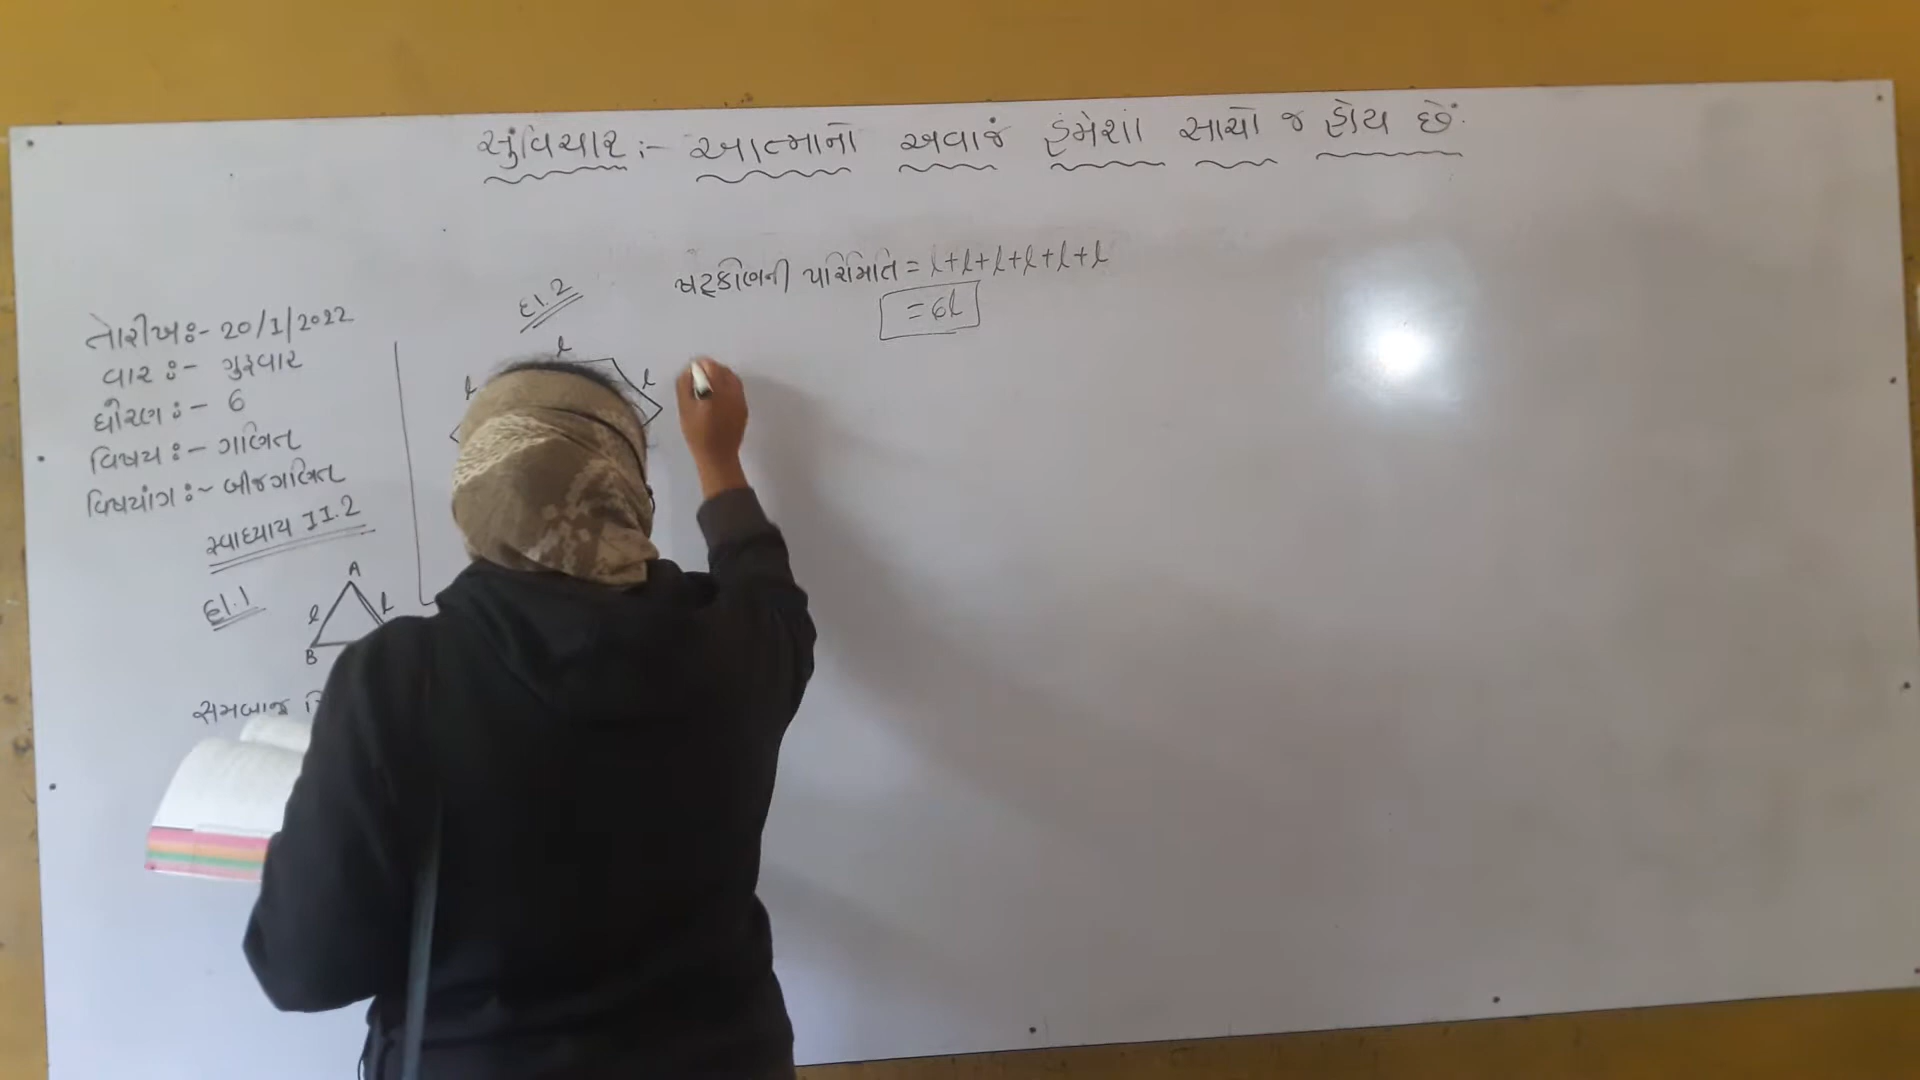 સુવિચાર :- આત્માનો અવાજ હંમેશા સાચો જ હોય છે.
તારીખ :- 20/1/2022
વાર :- ગુરૂવાર
ધોરણ :- 6
વિષય :- ગણિત
વિષયાંગ :- બીજગણિત
સ્વાધ્યાય 11.2
દા.1
A
l
l
B
સમબાજુ
દા.2
l
l
l
ષટ્કોણની પરિમિતિ = l+l+l+l+l+l
= 6l